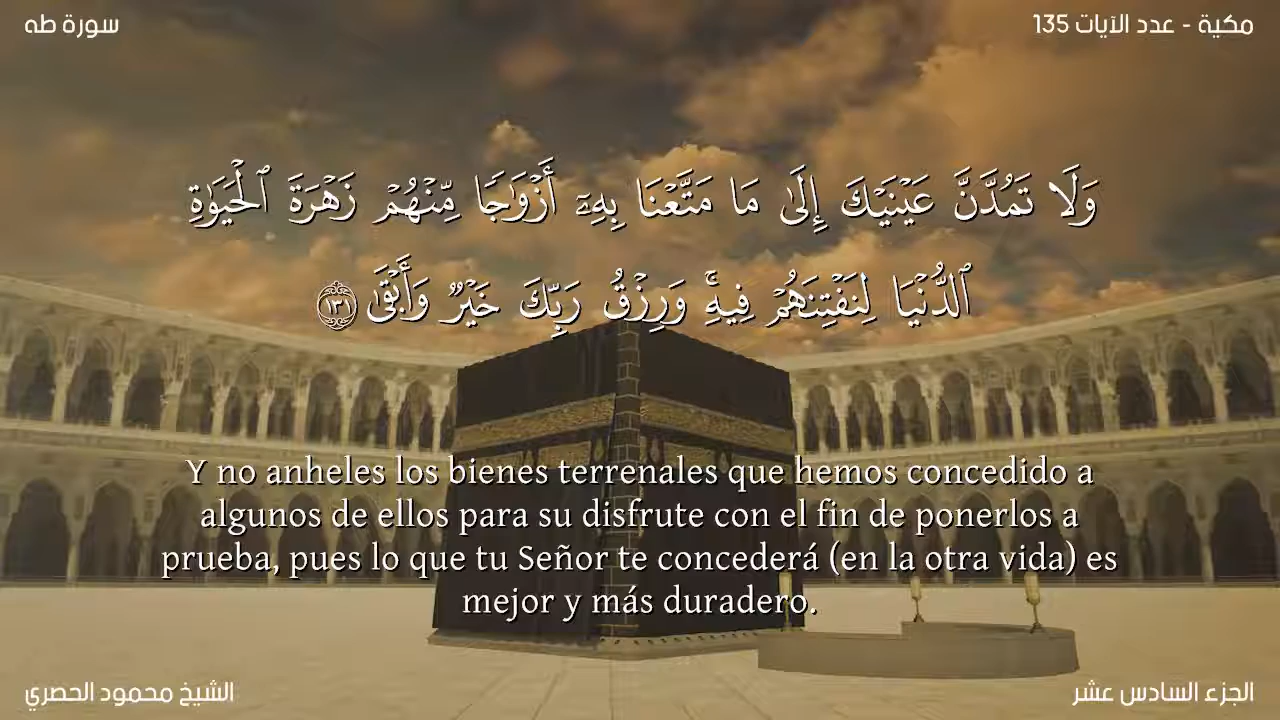 مكية - عدد الآيات 135
سورة طه
وَلَا تَمُدَّنَّ عَيْنَيْكَ إِلَىٰ مَا مَتَّعْنَا بِهِۦٓ أَزْوَٰجًا مِّنْهُمْ زَهْرَةَ ٱلْحَيَوٰةِ
ٱلدُّنْيَا لِنَفْتِنَهُمْ فِيهِ ۚ وَرِزْقُ رَبِّكَ خَيْرٌ وَأَبْقَىٰ ١٣١
Y no anheles los bienes terrenales que hemos concedido a
algunos de ellos para su disfrute con el fin de ponerlos a
prueba, pues lo que tu Señor te concederá (en la otra vida) es
mejor y más duradero.
الجزء السادس عشر
الشيخ محمود الحصري